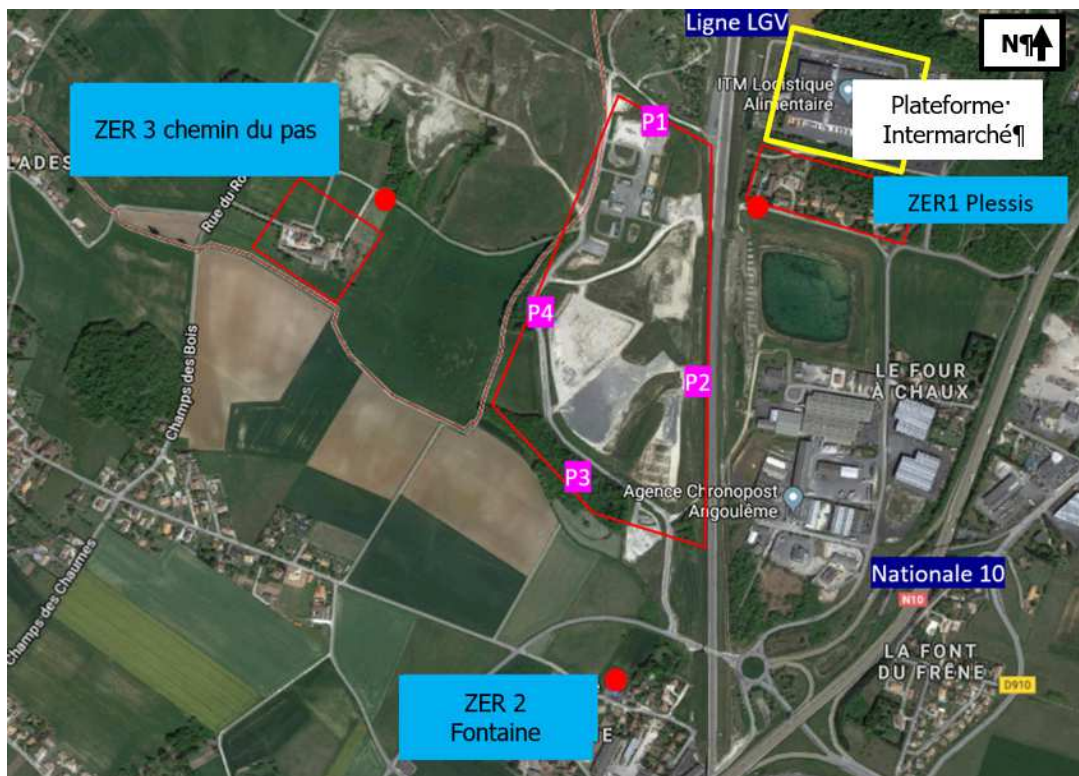 Ligne LGV
N¶
ITM Logistique
Alimentaire
Plateforme·
Intermarché¶
ZER 3 chemin du pas
P1
LADES
Rue du Ro
ZER1 Plessis
P4
LE FOUR
À CHAUX
P2
Champs des Bois
P3
Agence Chronopost
Angoulême
Nationale 10
N10
Champs des Chaumes
LA FONT
DU FRÊNE
D910
ZER 2
Fontaine
E